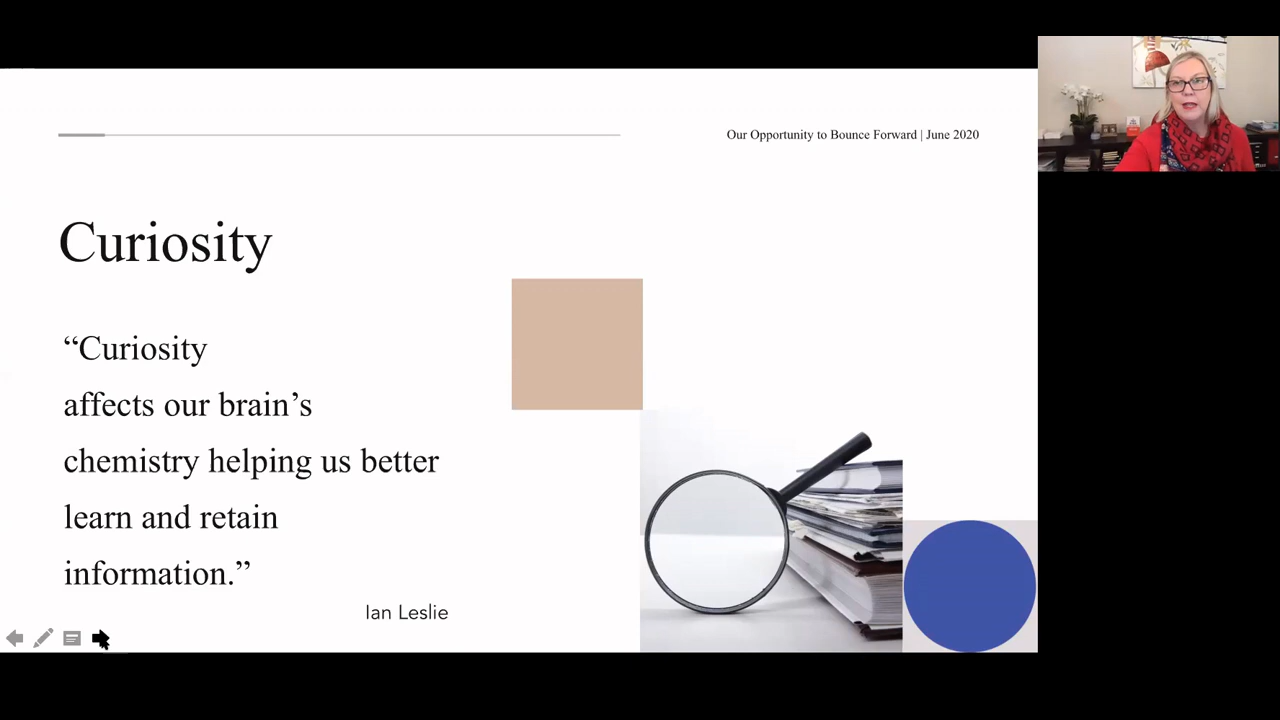 Our Opportunity to Bounce Forward | June 2020
Curiosity
“Curiosity
affects our brain’s
chemistry helping us better
learn and retain
information.”
Ian Leslie